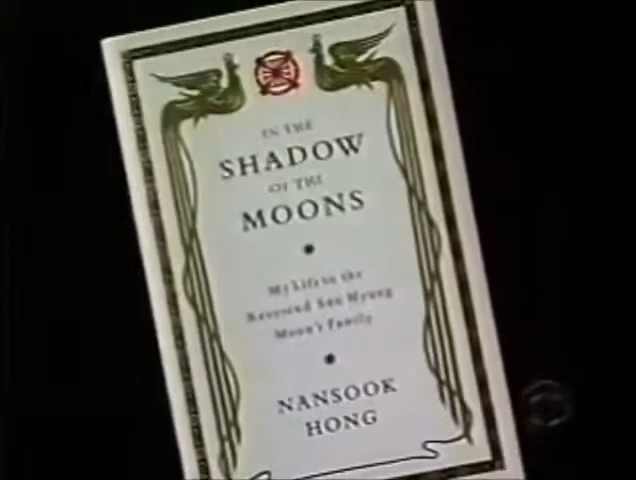 IN THE
SHADOW
OF THE
MOONS
My Life in the
Reverend Sun Myung
Moon's Family
NANSOOK
HONG